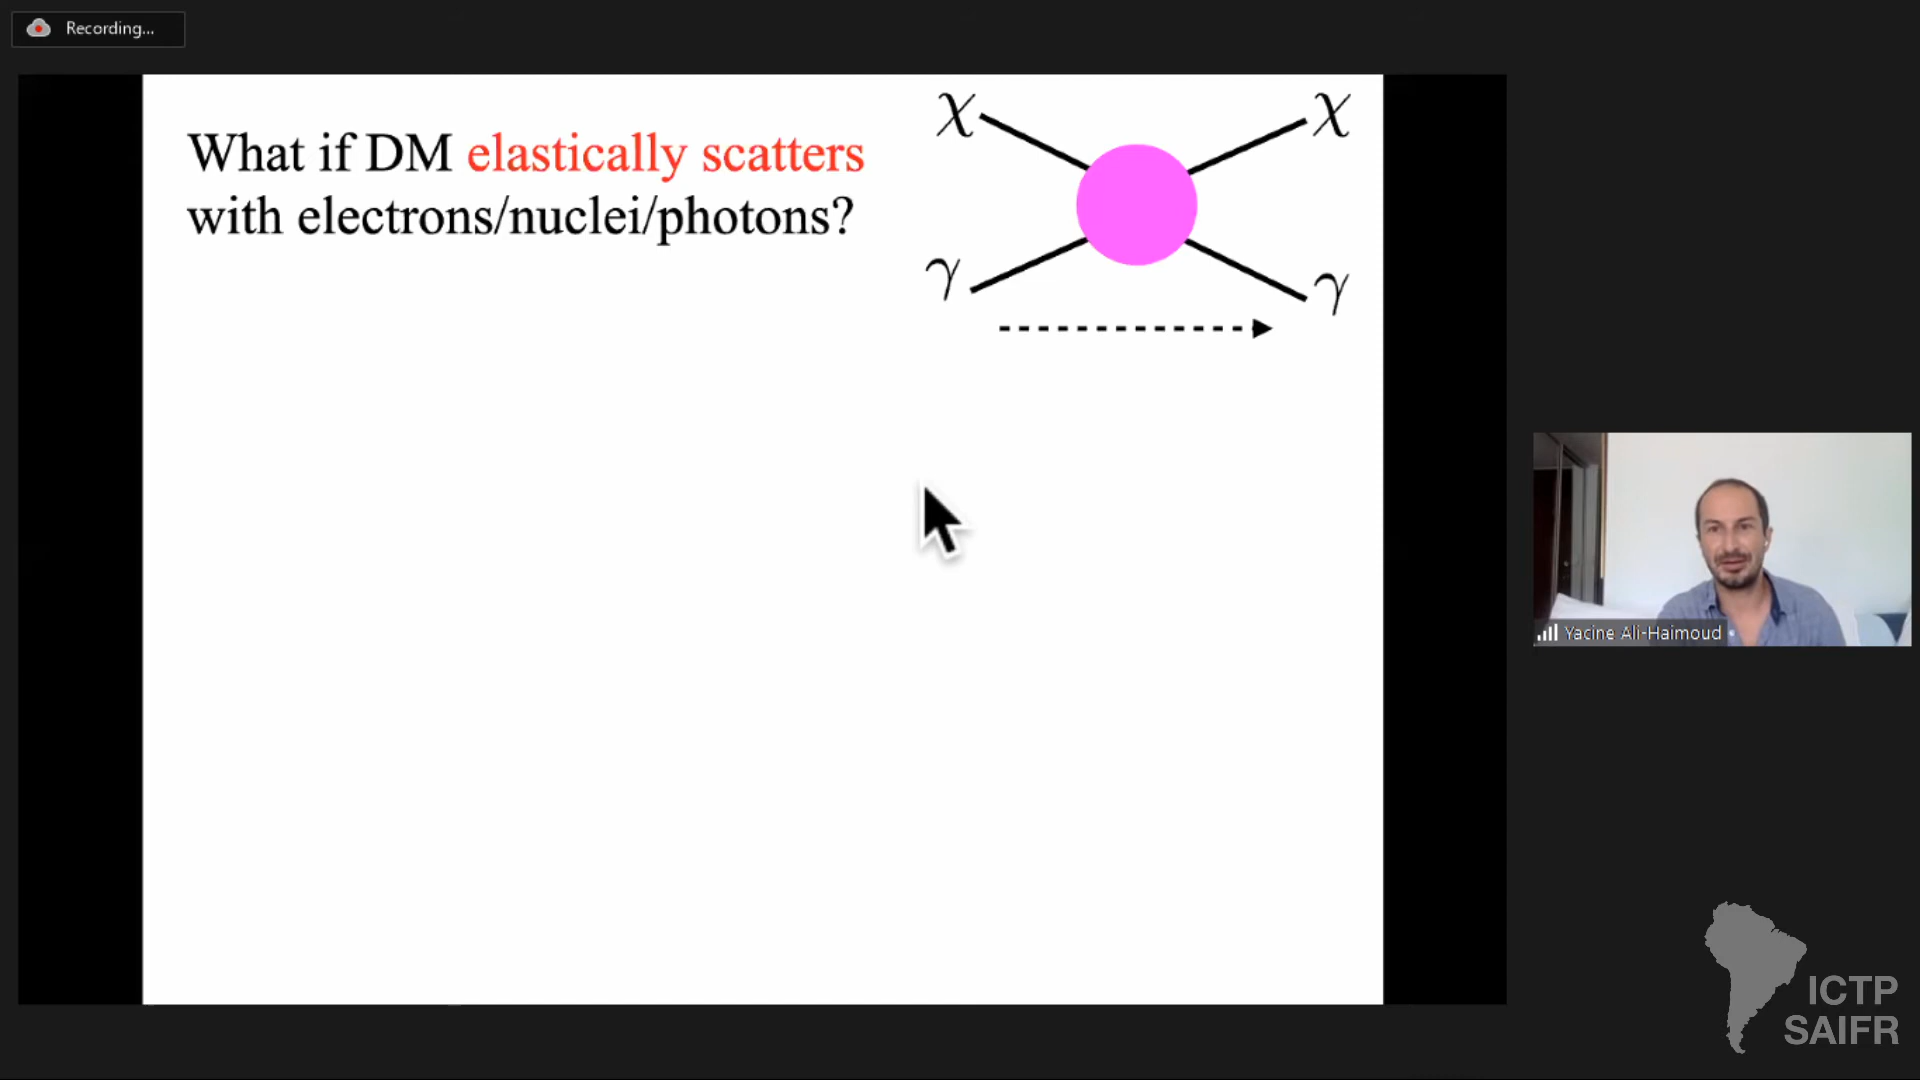 Recording...
What if DM elastically scatters
with electrons/nuclei/photons?
χ χ
γ γ
Yacine Ali-Haimoud
ICTP
SAIFR